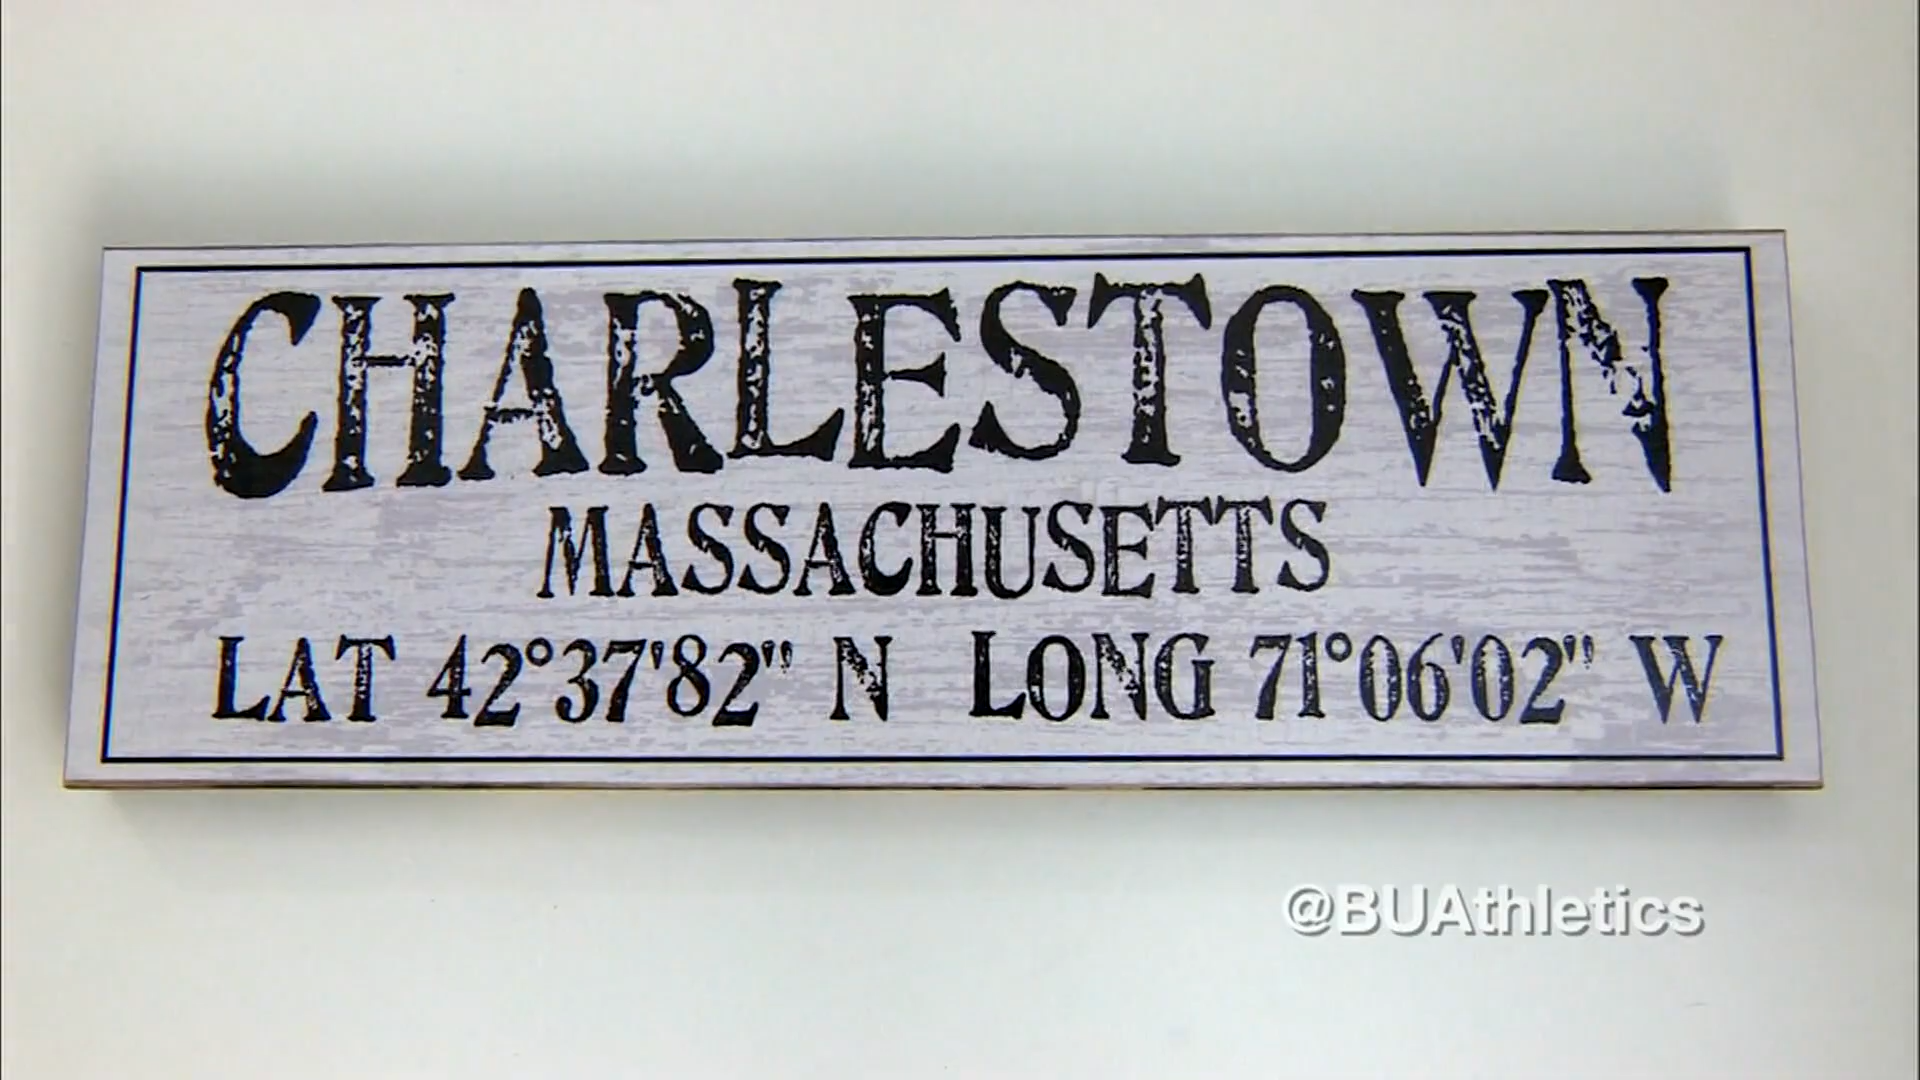 CHARLESTOWN
MASSACHUSETTS
LAT 42°37'82" N LONG 71°06'02" W
@BUAthletics